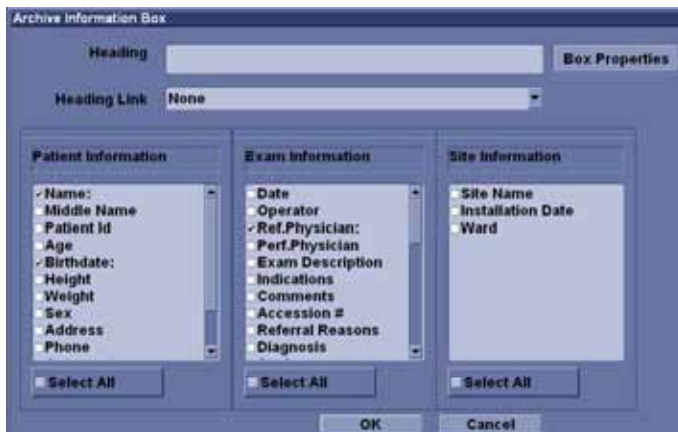 Archive Information Box
Heading
Box Properties
Heading Link None
Patient Information
Name:
Middle Name
Patient Id
Age
Birthdate:
Height
Weight
Sex
Address
Phone
Select All
Exam Information
Date
Operator
Ref.Physician:
Perf.Physician
Exam Description
Indications
Comments
Accession #
Referral Reasons
Diagnosis
Select All
Site Information
Site Name
Installation Date
Ward
Select All
OK
Cancel